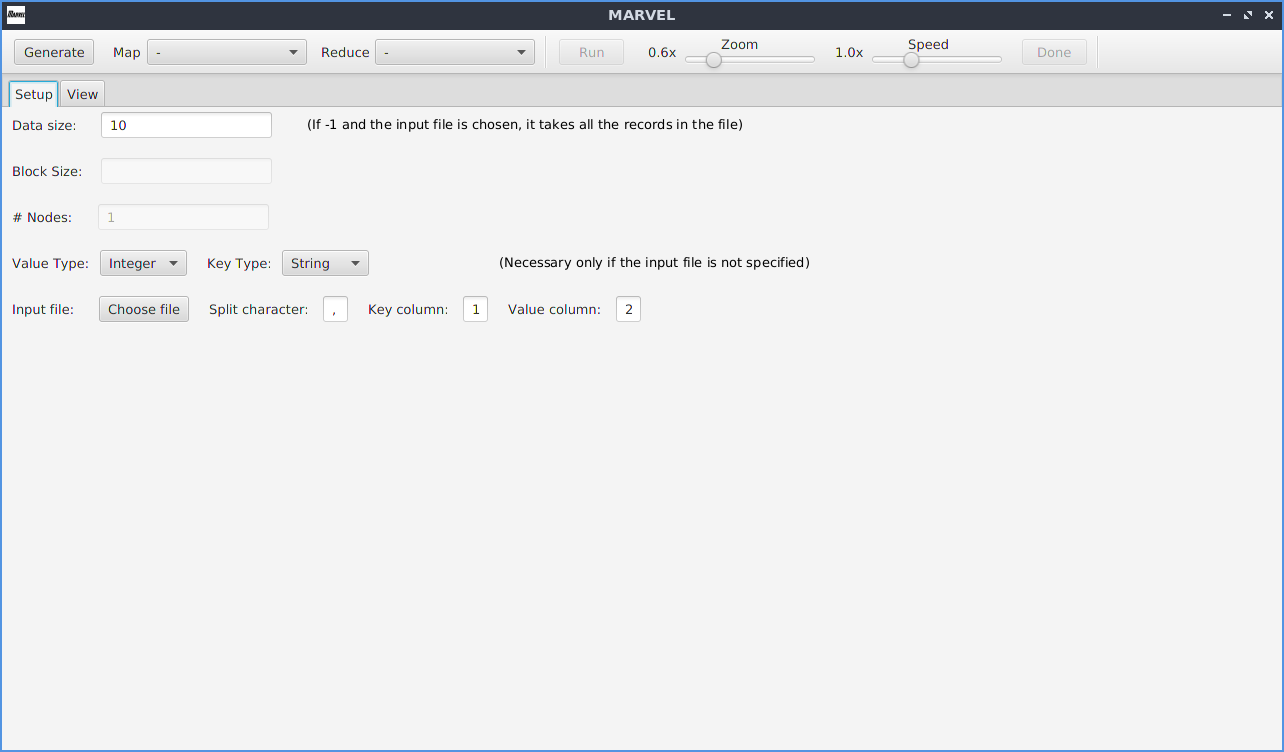 MARVEL MARVEL
Generate Map - Reduce - Run 0.6x Zoom 1.0x Speed Done
Setup View
Data size: 10 (If -1 and the input file is chosen, it takes all the records in the file)
Block Size:
# Nodes: 1
Value Type: Integer Key Type: String (Necessary only if the input file is not specified)
Input file: Choose file Split character: , Key column: 1 Value column: 2